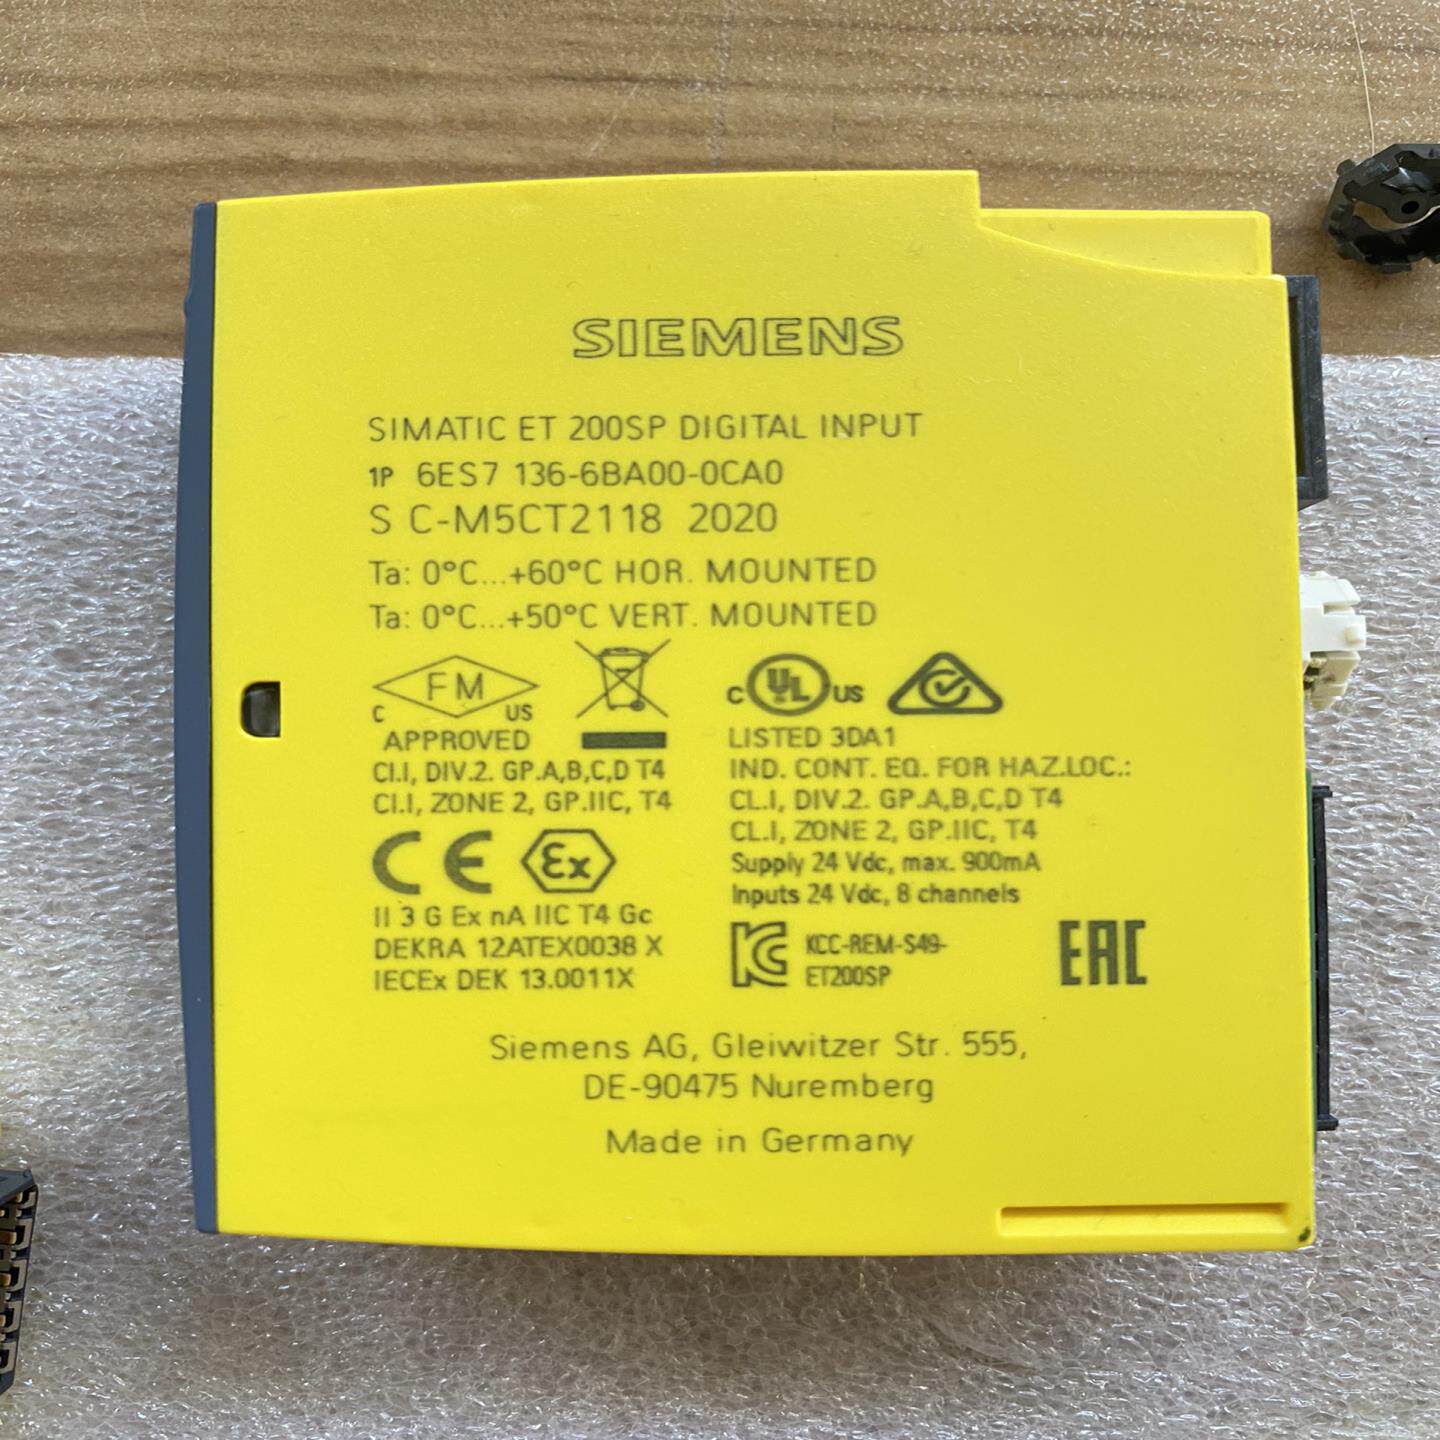 SIEMENS
SIMATIC ET 200SP DIGITAL INPUT
1P 6ES7 136-6BA00-0CA0
S C-M5CT2118 2020
Ta: 0°C...+60°C HOR. MOUNTED
Ta: 0°C...+50°C VERT. MOUNTED
FM
C US
APPROVED
CI.I, DIV.2. GP.A,B,C,D T4
CI.I, ZONE 2, GP.IIC, T4
CE Ex
II 3 G Ex nA IIC T4 Gc
DEKRA 12ATEX0038 X
IECEx DEK 13.0011X
C UL US
LISTED 3DA1
IND. CONT. EQ. FOR HAZ.LOC.:
CL.I, DIV.2. GP.A,B,C,D T4
CL.I, ZONE 2, GP.IIC, T4
Supply 24 Vdc, max. 900mA
Inputs 24 Vdc, 8 channels
KC KCC-REM-S49-
ET200SP
EAC
Siemens AG, Gleiwitzer Str. 555,
DE-90475 Nuremberg
Made in Germany